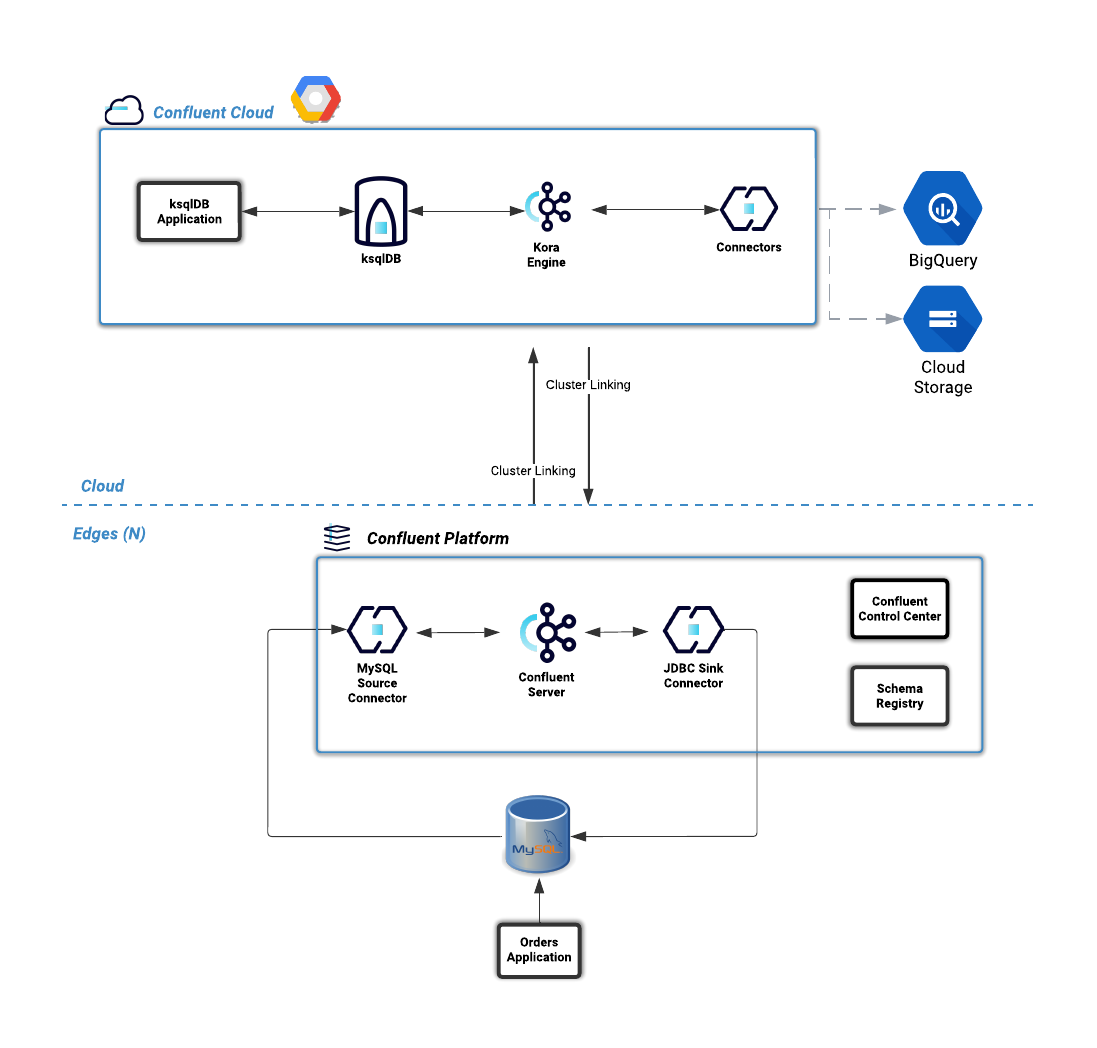 Confluent Cloud
ksqlDB
Application
ksqlDB
Kora
Engine
Connectors
BigQuery
Cloud
Storage
Cluster Linking
Cluster Linking
Cloud
Edges (N)
Confluent Platform
MySQL
Source
Connector
Confluent
Server
JDBC Sink
Connector
Confluent
Control Center
Schema
Registry
MySQL
Orders
Application